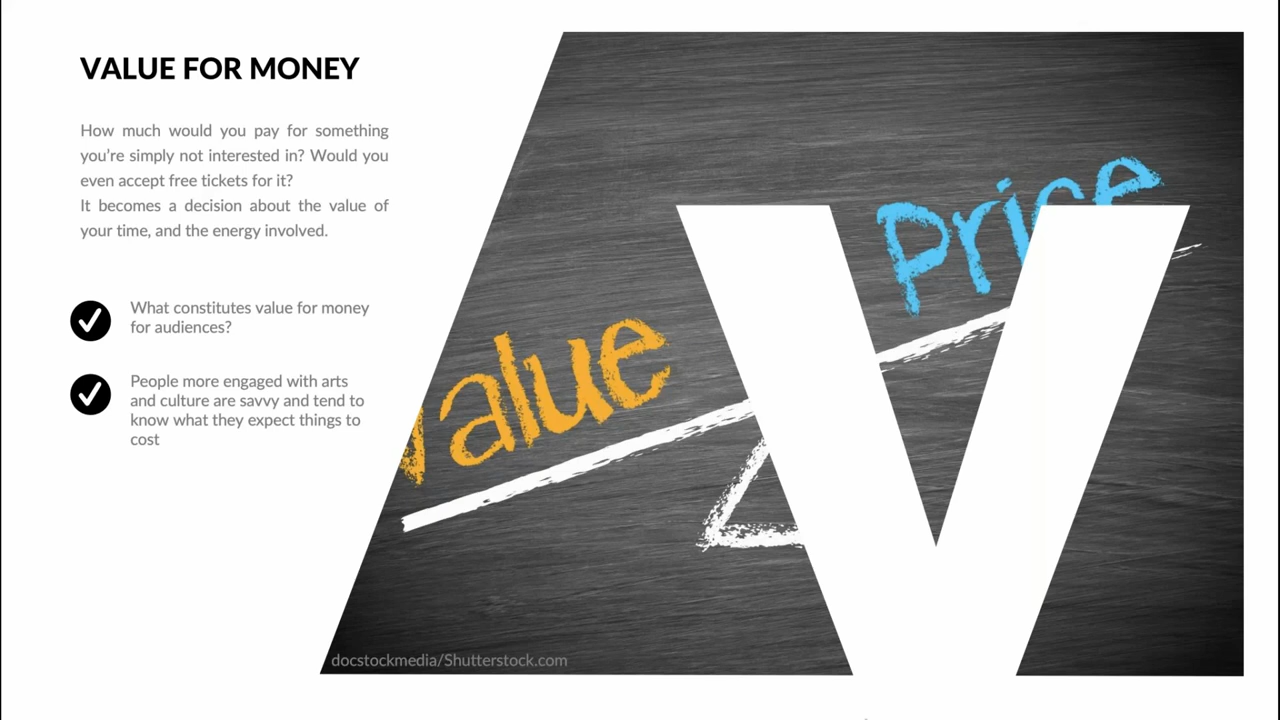 VALUE FOR MONEY
How much would you pay for something
you're simply not interested in? Would you
even accept free tickets for it?
It becomes a decision about the value of
your time, and the energy involved.
What constitutes value for money
for audiences?
People more engaged with arts
and culture are savvy and tend to
know what they expect things to
cost
Value
Price
V
docstockmedia/Shutterstock.com